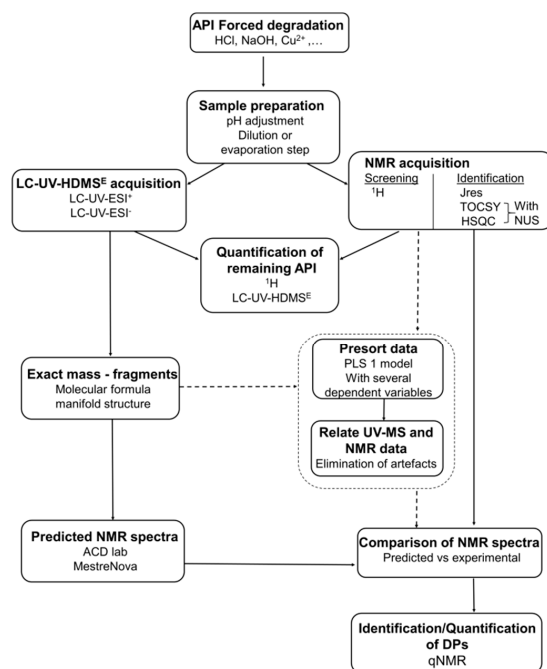 API Forced degradation
HCl, NaOH, Cu²⁺ ,…
Sample preparation
pH adjustment
Dilution or
evaporation step
LC-UV-HDMSᴱ acquisition
LC-UV-ESI⁺
LC-UV-ESI⁻
NMR acquisition
Screening
¹H
Identification
Jres
TOCSY
HSQC
With
NUS
Quantification of
remaining API
¹H
LC-UV-HDMSᴱ
Exact mass - fragments
Molecular formula
manifold structure
Presort data
PLS 1 model
With several
dependent variables
Relate UV-MS and
NMR data
Elimination of artefacts
Predicted NMR spectra
ACD lab
MestreNova
Comparison of NMR spectra
Predicted vs experimental
Identification/Quantification
of DPs
qNMR